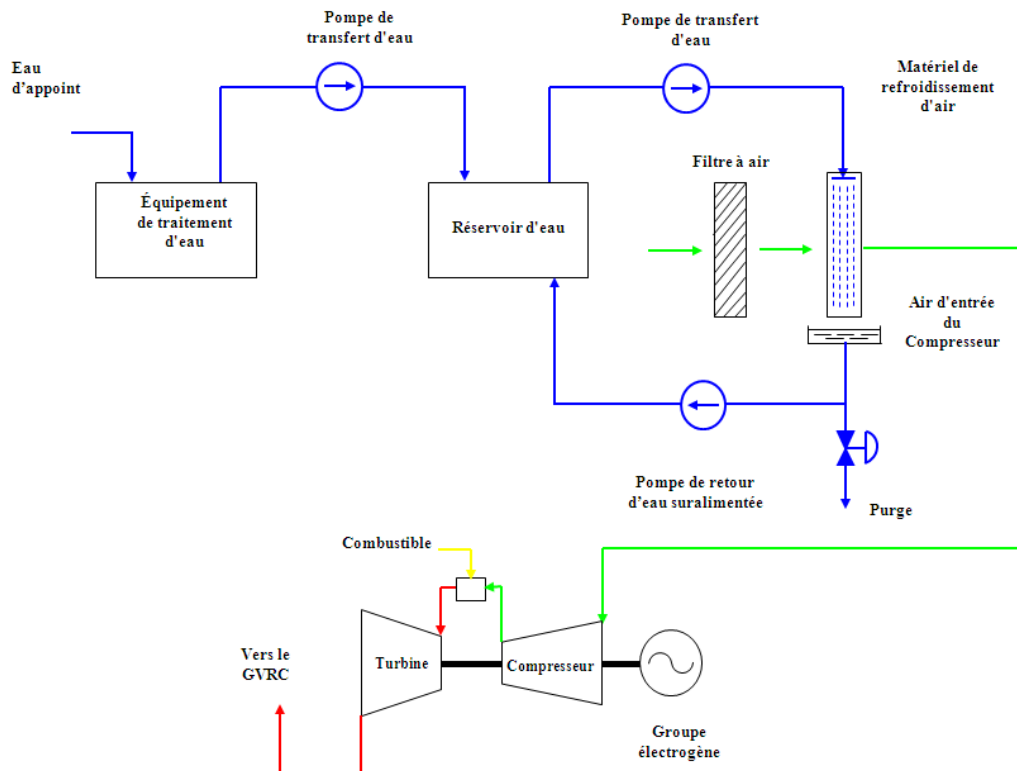 Pompe de
transfert d'eau
Pompe de transfert
d'eau
Eau
d'appoint
Matériel de
refroidissement
d'air
Filtre à air
Équipement
de traitement
d'eau
Réservoir d'eau
Air d'entrée
du
Compresseur
Pompe de retour
d'eau suralimentée
Purge
Combustible
Vers le
GVRC
Turbine
Compresseur
Groupe
électrogène